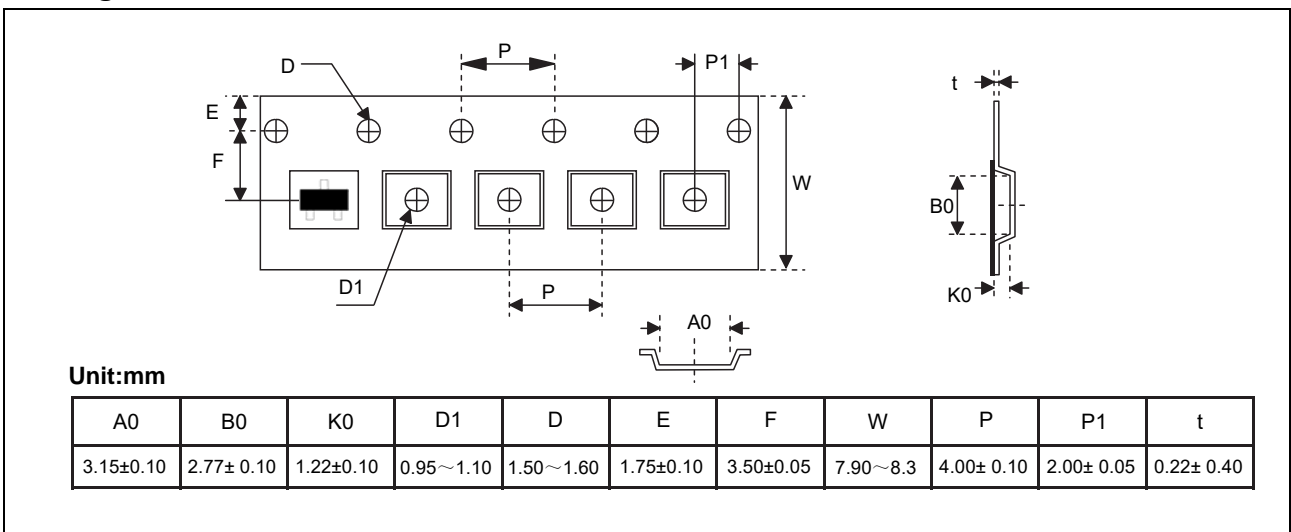 P
P1
D
t
E
F
W
B0
D1
P
K0
A0
Unit:mm
A0 B0 K0 D1 D E F W P P1 t
3.15±0.10 2.77± 0.10 1.22±0.10 0.95～1.10 1.50～1.60 1.75±0.10 3.50±0.05 7.90～8.3 4.00± 0.10 2.00± 0.05 0.22± 0.40